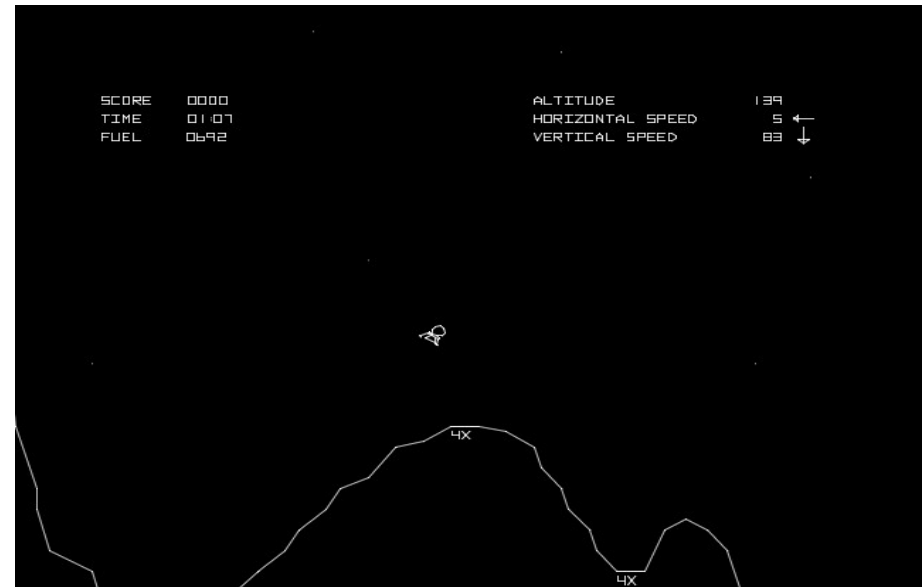 SCORE 0000
TIME 01:07
FUEL 0692
ALTITUDE 139
HORIZONTAL SPEED 5 ←
VERTICAL SPEED 83 ↓
4X
4X